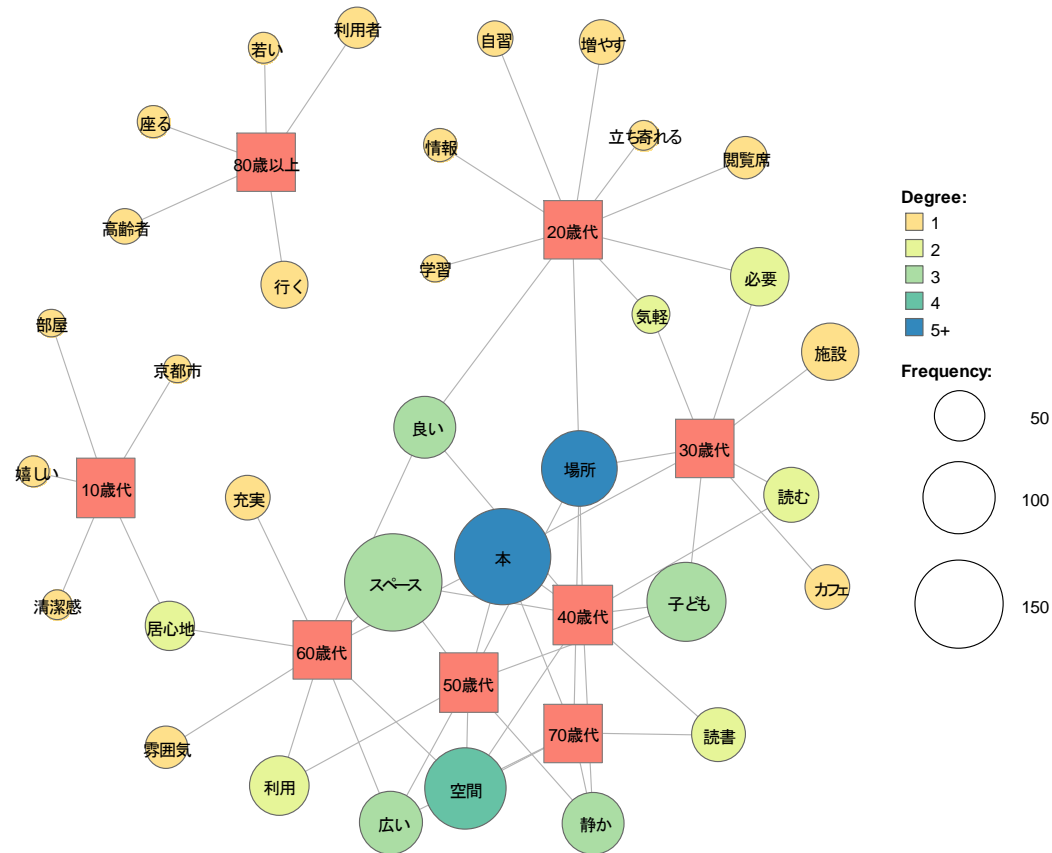 利用者
若い
座る
80歳以上
高齢者
行く
自習
増やす
情報
立ち寄れる
閲覧席
20歳代
学習
気軽
必要
施設
部屋
京都市
嬉しい
10歳代
清潔感
居心地
充実
良い
場所
30歳代
読む
本
スペース
40歳代
子ども
カフェ
60歳代
50歳代
70歳代
読書
雰囲気
利用
空間
広い
静か
Degree:
1
2
3
4
5+
Frequency:
50
100
150